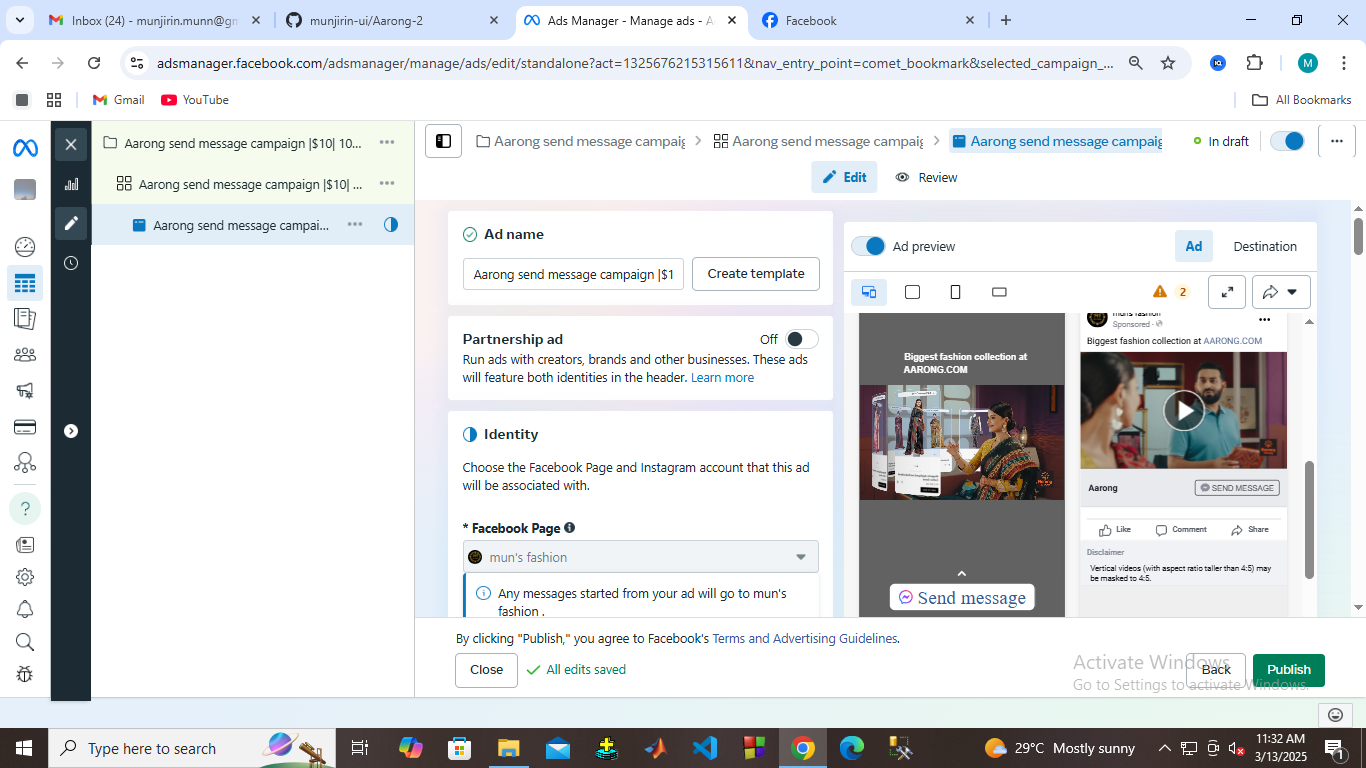 Inbox (24) - munjirin.munn@gn
munjirin-ui/Aarong-2
Ads Manager - Manage ads - A
Facebook
adsmanager.facebook.com/adsmanager/manage/ads/edit/standalone?act=1325676215315611&nav_entry_point=comet_bookmark&selected_campaign_...
M
Gmail
YouTube
All Bookmarks
Aarong send message campaign |$10| 10...
Aarong send message campaign |$10| ...
Aarong send message campai...
Aarong send message campaig
Aarong send message campaig
Aarong send message campaig
In draft
Edit
Review
Ad name
Aarong send message campaign |$1
Create template
Partnership ad
Off
Run ads with creators, brands and other businesses. These ads
will feature both identities in the header. Learn more
Identity
Choose the Facebook Page and Instagram account that this ad
will be associated with.
* Facebook Page
mun's fashion
Any messages started from your ad will go to mun's
fashion .
Ad preview
Ad
Destination
2
Biggest fashion collection at
AARONG.COM
Send message
mun's fashion
Sponsored ·
Biggest fashion collection at AARONG.COM
Aarong
SEND MESSAGE
Like
Comment
Share
Disclaimer
Vertical videos (with aspect ratio taller than 4:5) may
be masked to 4:5.
By clicking "Publish," you agree to Facebook's Terms and Advertising Guidelines.
Close
All edits saved
Back
Publish
Activate Windows
Go to Settings to activate Windows.
Type here to search
29°C Mostly sunny
11:32 AM
3/13/2025
1